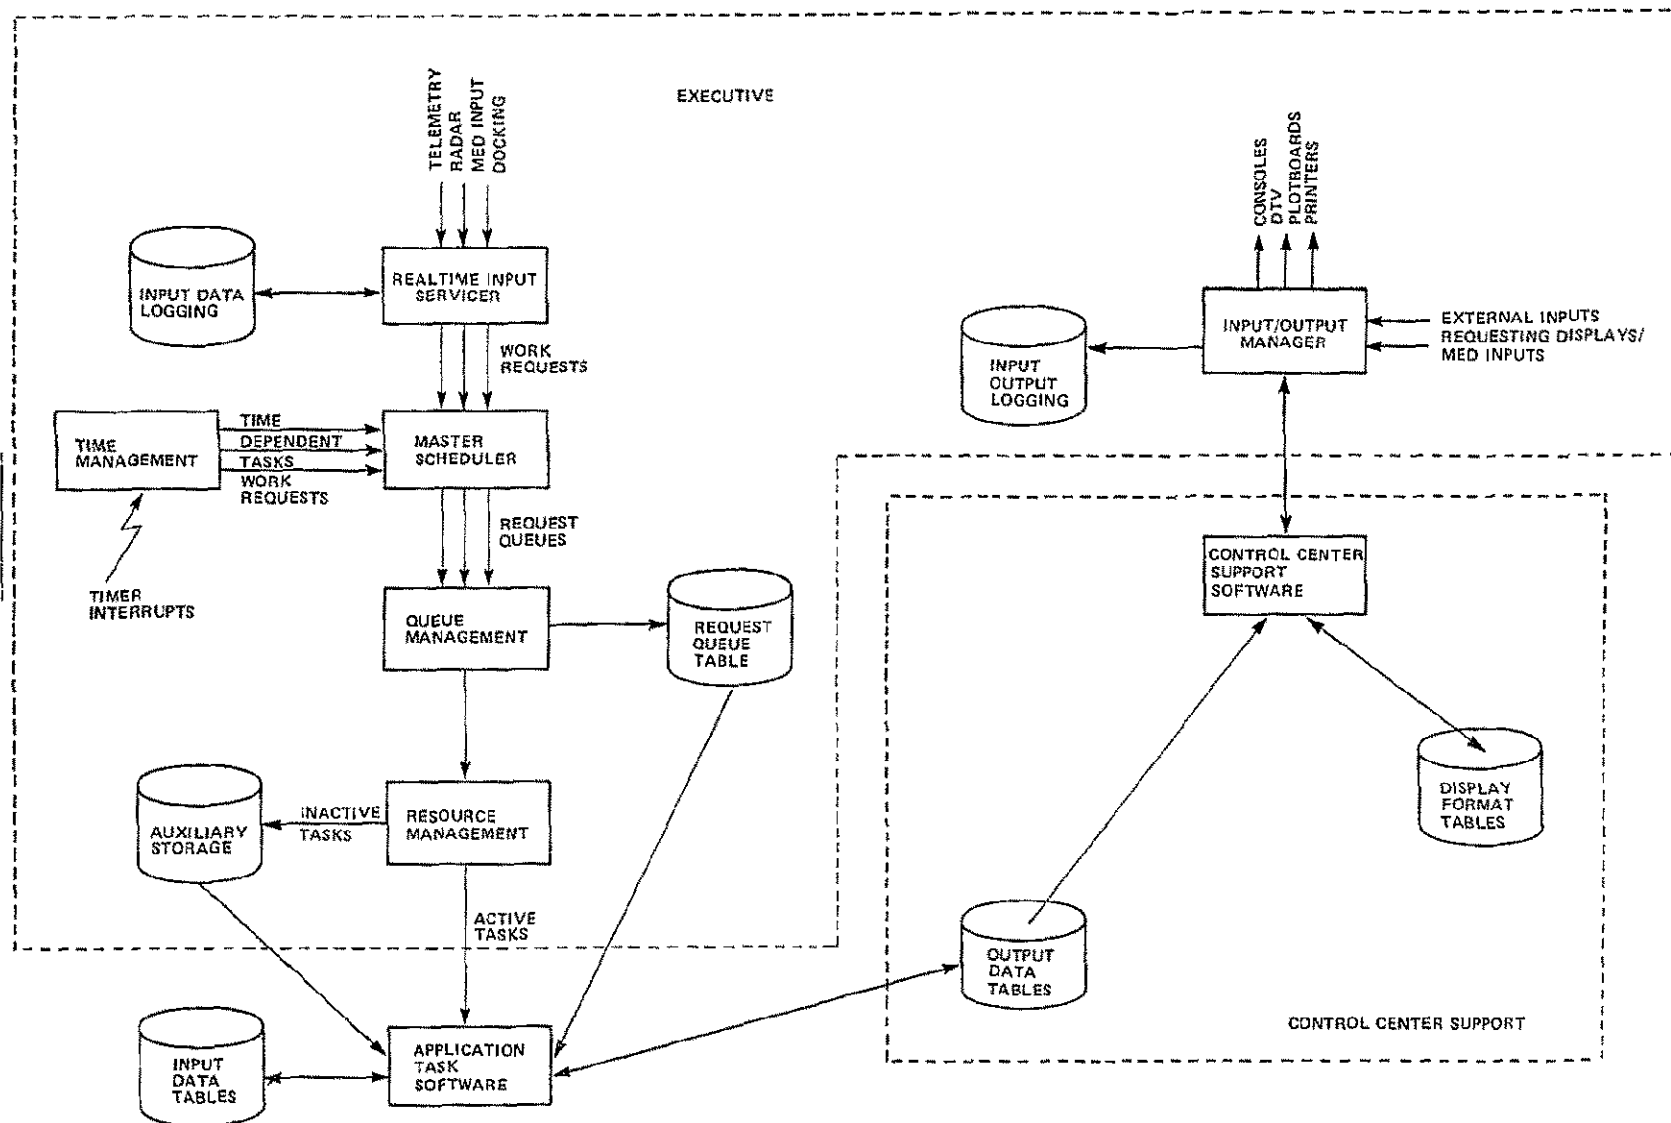 EXECUTIVE
TELEMETRY
RADAR
MED INPUT
DOCKING
CONSOLES
DTV
PLOTBOARDS
PRINTERS
INPUT DATA
LOGGING
REALTIME INPUT
SERVICER
WORK
REQUESTS
INPUT
OUTPUT
LOGGING
INPUT/OUTPUT
MANAGER
EXTERNAL INPUTS
REQUESTING DISPLAYS/
MED INPUTS
TIME
MANAGEMENT
TIME
DEPENDENT
TASKS
WORK
REQUESTS
MASTER
SCHEDULER
TIMER
INTERRUPTS
REQUEST
QUEUES
QUEUE
MANAGEMENT
REQUEST
QUEUE
TABLE
CONTROL CENTER
SUPPORT
SOFTWARE
AUXILIARY
STORAGE
INACTIVE
TASKS
RESOURCE
MANAGEMENT
DISPLAY
FORMAT
TABLES
ACTIVE
TASKS
OUTPUT
DATA
TABLES
CONTROL CENTER SUPPORT
INPUT
DATA
TABLES
APPLICATION
TASK
SOFTWARE